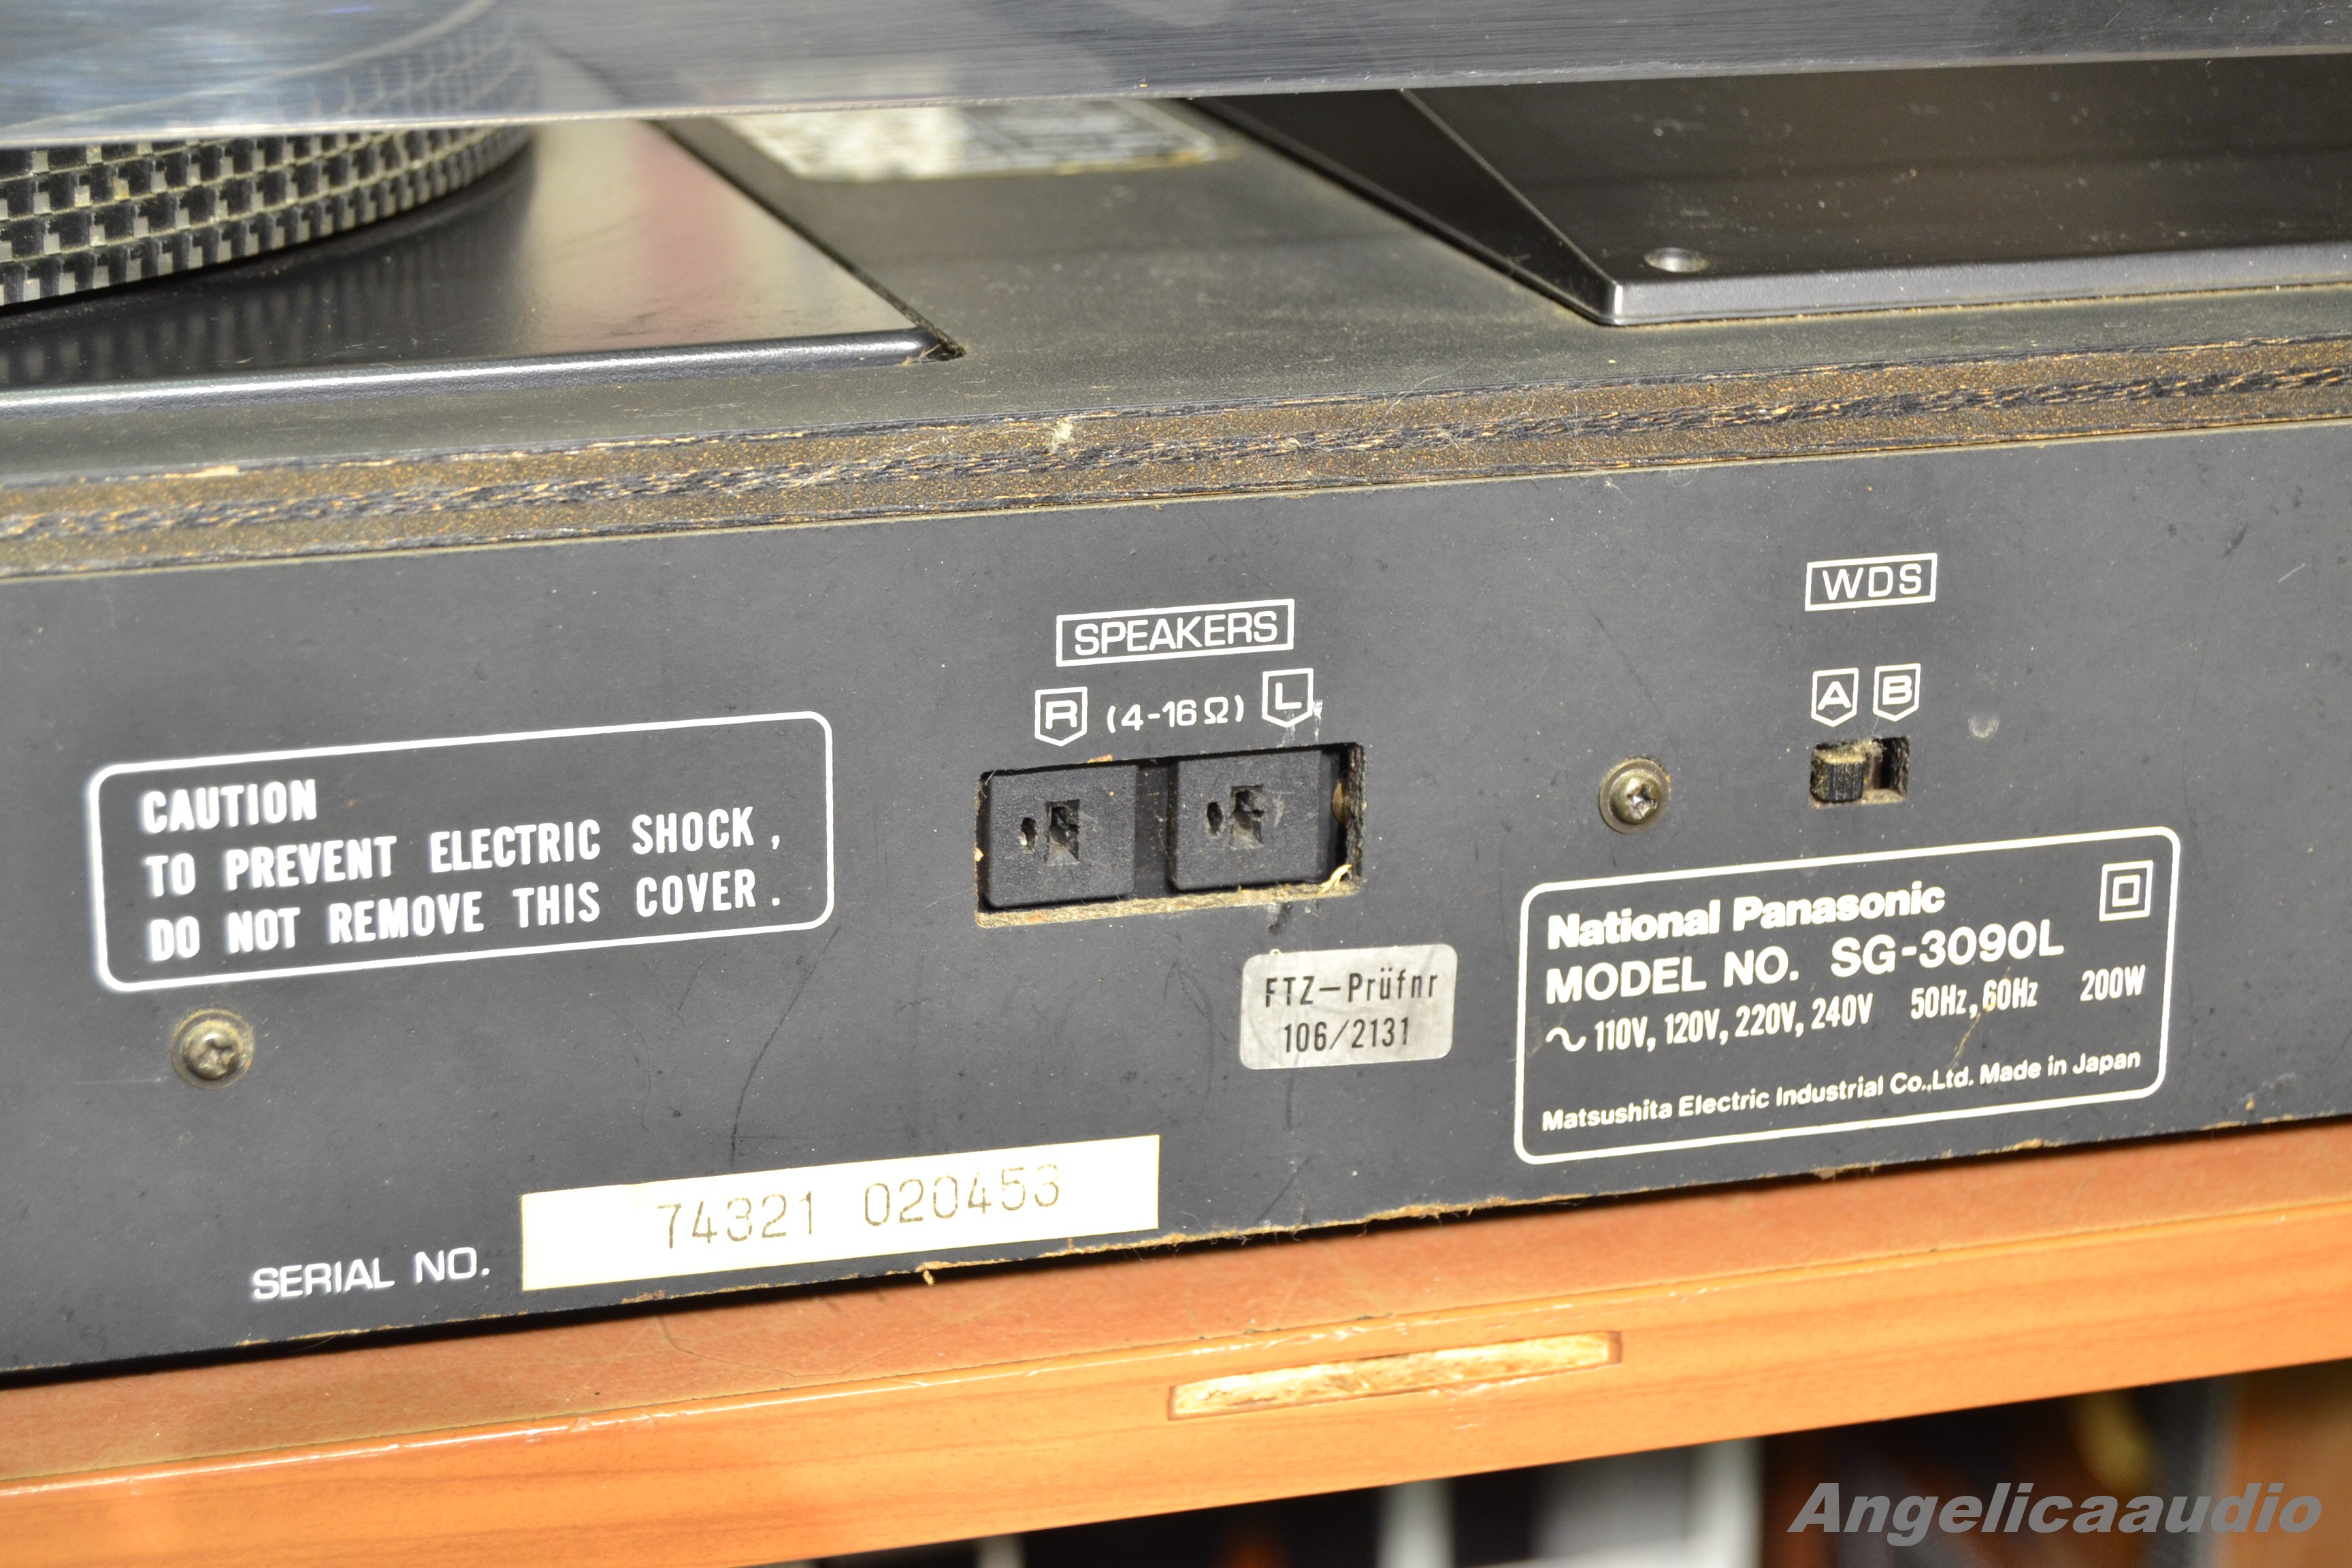 SPEAKERS
R (4-16Ω) L
WDS
A B
CAUTION
TO PREVENT ELECTRIC SHOCK,
DO NOT REMOVE THIS COVER.
FTZ-Prüfnr
106/2131
National Panasonic
MODEL NO. SG-3090L
~ 110V, 120V, 220V, 240V 50Hz, 60Hz 200W
Matsushita Electric Industrial Co.,Ltd. Made in Japan
SERIAL NO. 74321 020453
Angelicaaudio